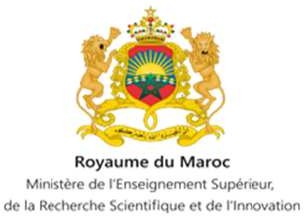 Royaume du Maroc
Ministère de l'Enseignement Supérieur,
de la Recherche Scientifique et de l'Innovation